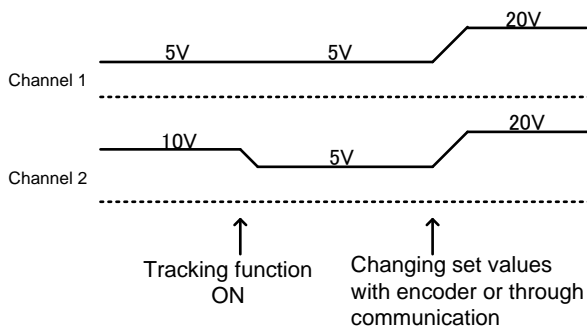 20V
5V 5V
Channel 1
20V
10V
5V
Channel 2
Tracking function
ON
Changing set values
with encoder or through
communication